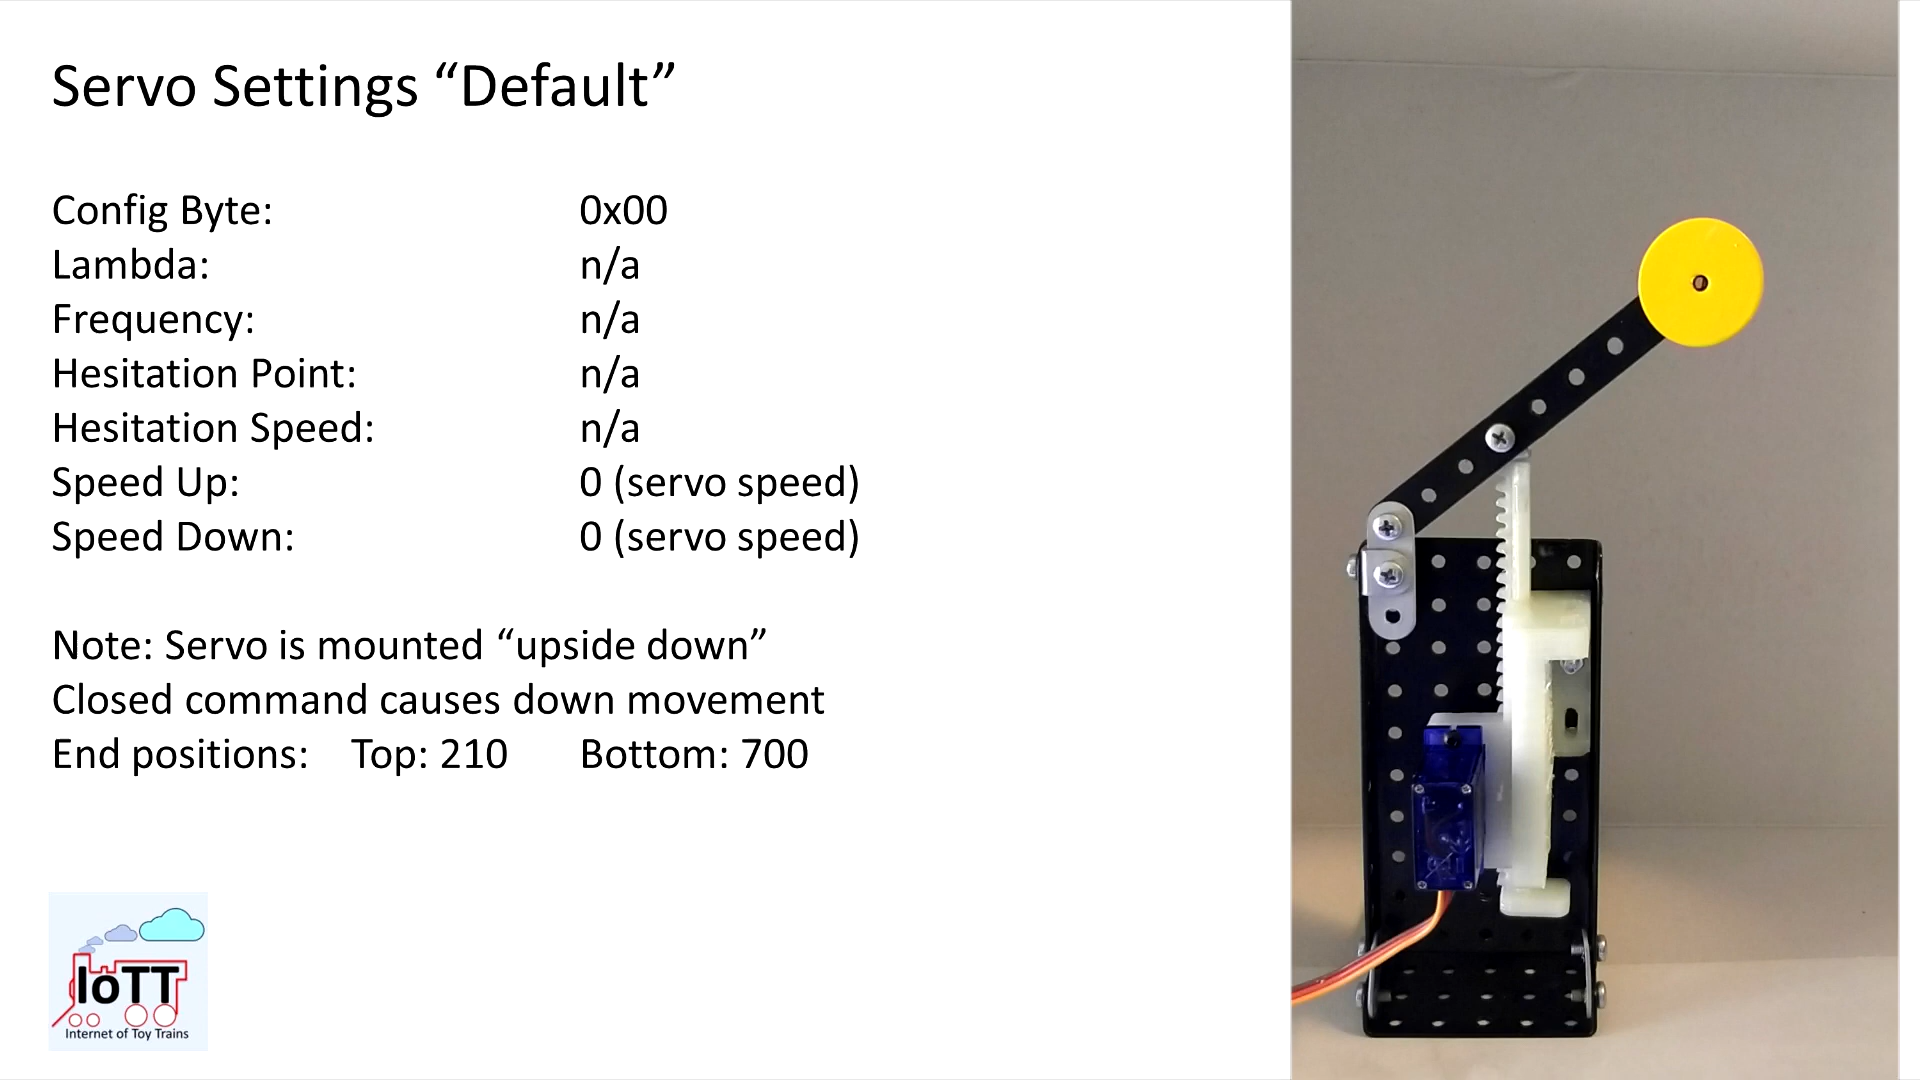 Servo Settings “Default”
Config Byte: 0x00
Lambda: n/a
Frequency: n/a
Hesitation Point: n/a
Hesitation Speed: n/a
Speed Up: 0 (servo speed)
Speed Down: 0 (servo speed)
Note: Servo is mounted “upside down”
Closed command causes down movement
End positions: Top: 210 Bottom: 700
IoTT
Internet of Toy Trains